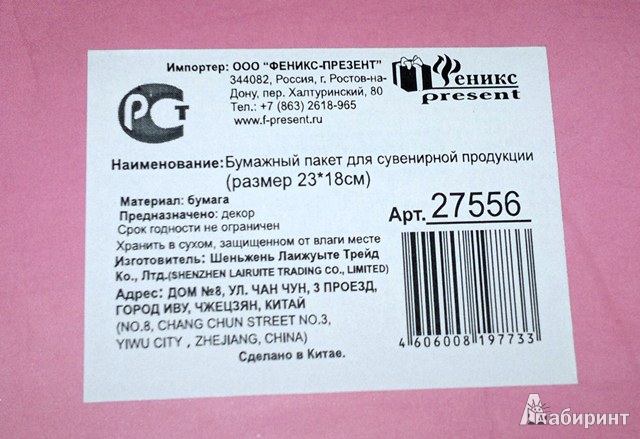 Импортер: ООО "ФЕНИКС-ПРЕЗЕНТ"
344082, Россия, г. Ростов-на-
Дону, пер. Халтуринский, 80
Тел.: +7 (863) 2618-965
www.f-present.ru
Феникс
present
РСТ
Наименование: Бумажный пакет для сувенирной продукции
(размер 23*18см)
Материал: бумага
Предназначено: декор
Срок годности не ограничен
Хранить в сухом, защищенном от влаги месте
Изготовитель: Шеньжень Лаижуыте Трейд
Ко., Лтд.(SHENZHEN LAIRUITE TRADING CO., LIMITED)
Адрес: ДОМ №8, УЛ. ЧАН ЧУН, 3 ПРОЕЗД,
ГОРОД ИВУ, ЧЖЕЦЗЯН, КИТАЙ
(NO.8, CHANG CHUN STREET NO.3,
YIWU CITY , ZHEJIANG, CHINA)
Сделано в Китае.
Арт. 27556
4 606008 197733
Лабиринт